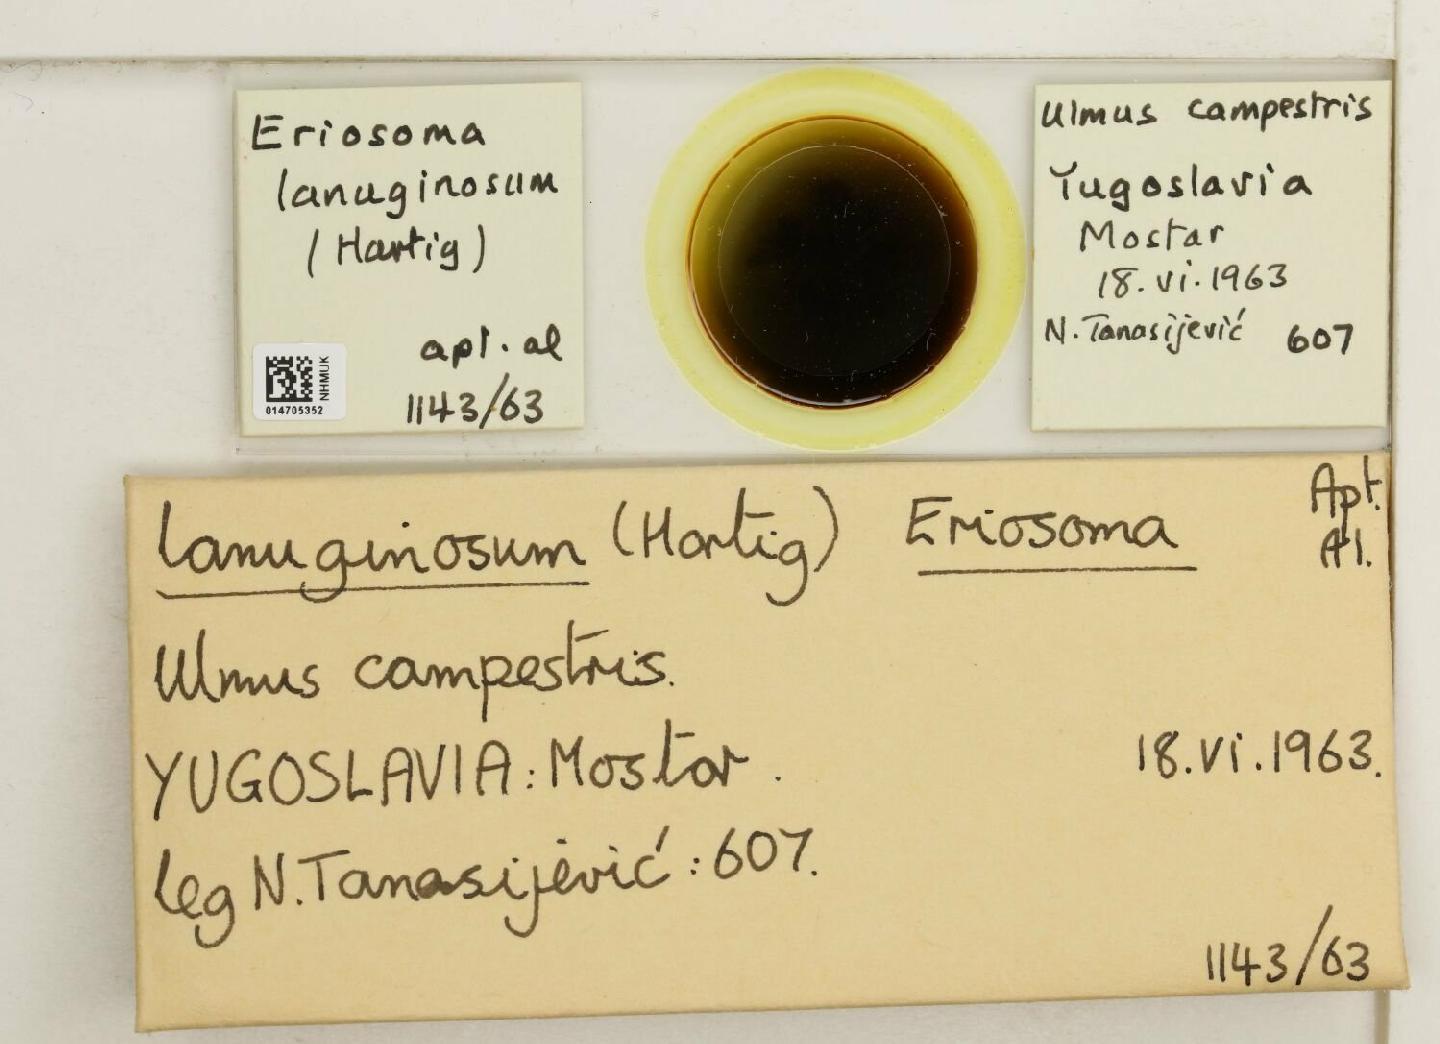 Eriosoma
lanuginosum
(Hartig)
apt. al
1143/63
NHMUK
014705352
Ulmus campestris
Yugoslavia
Mostar
18.vi.1963
N. Tanasijević 607
lanuginosum (Hartig) Eriosoma Apt.
Al.
Ulmus campestris.
YUGOSLAVIA: Mostar.
18.vi.1963.
leg N. Tanasijević: 607.
1143/63